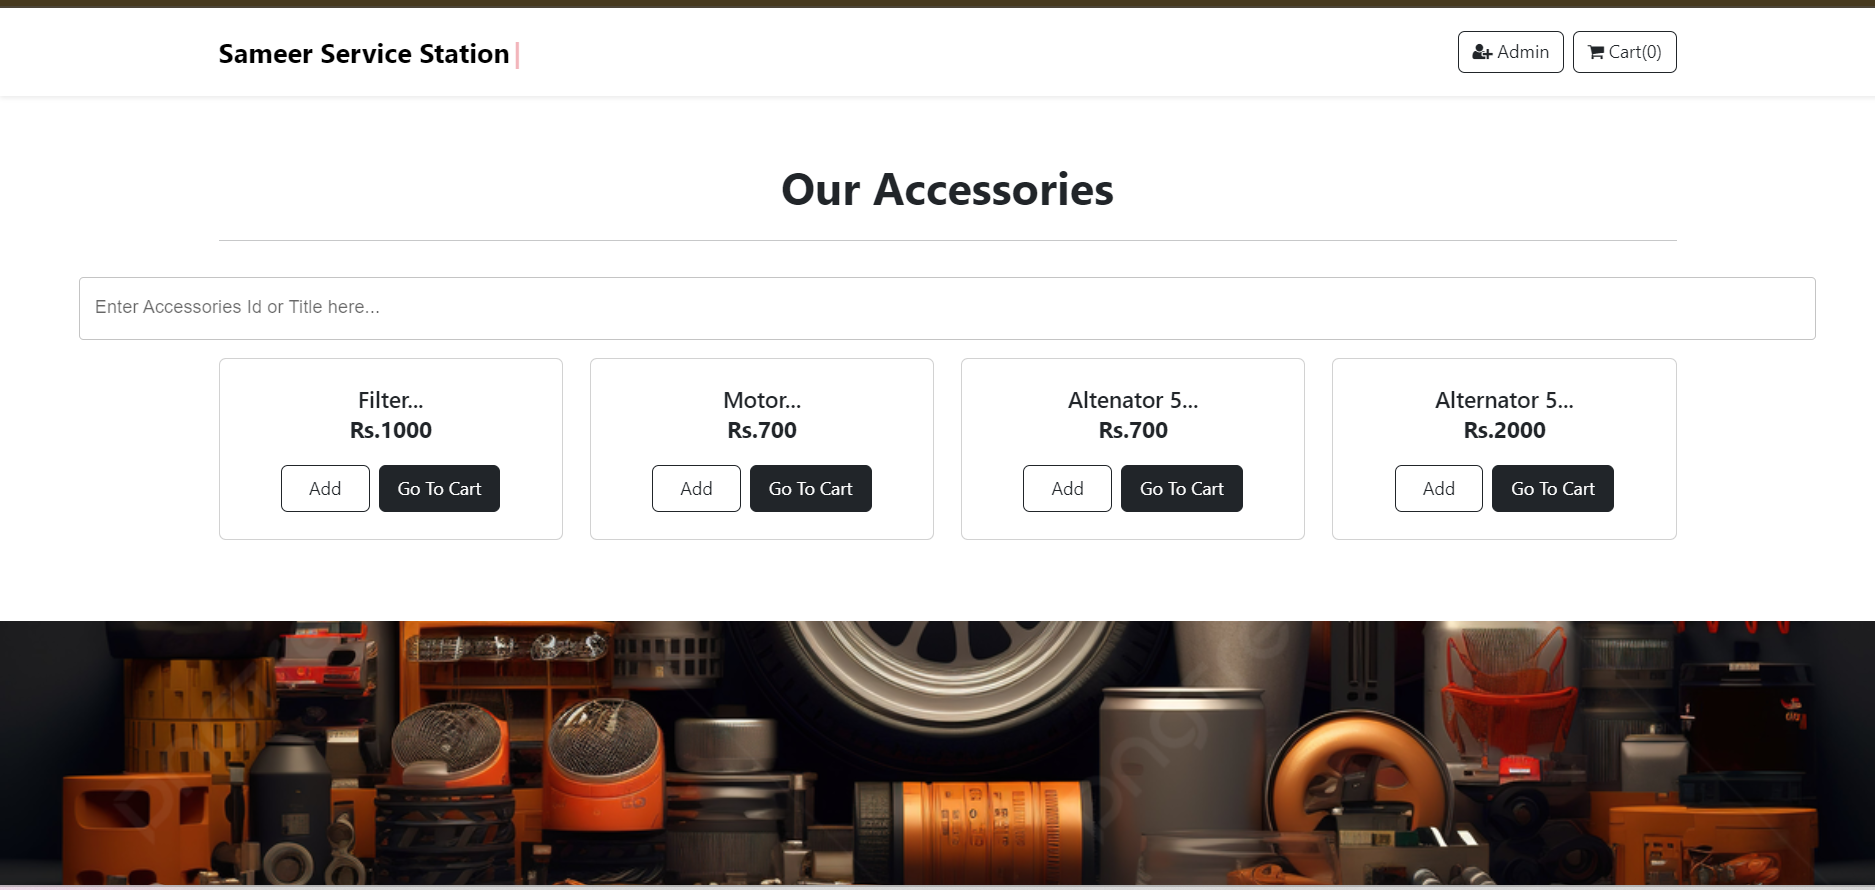 Sameer Service Station
Admin
Cart(0)
Our Accessories
Enter Accessories Id or Title here...
Filter...
Rs.1000
Add
Go To Cart
Motor...
Rs.700
Add
Go To Cart
Altenator 5...
Rs.700
Add
Go To Cart
Alternator 5...
Rs.2000
Add
Go To Cart